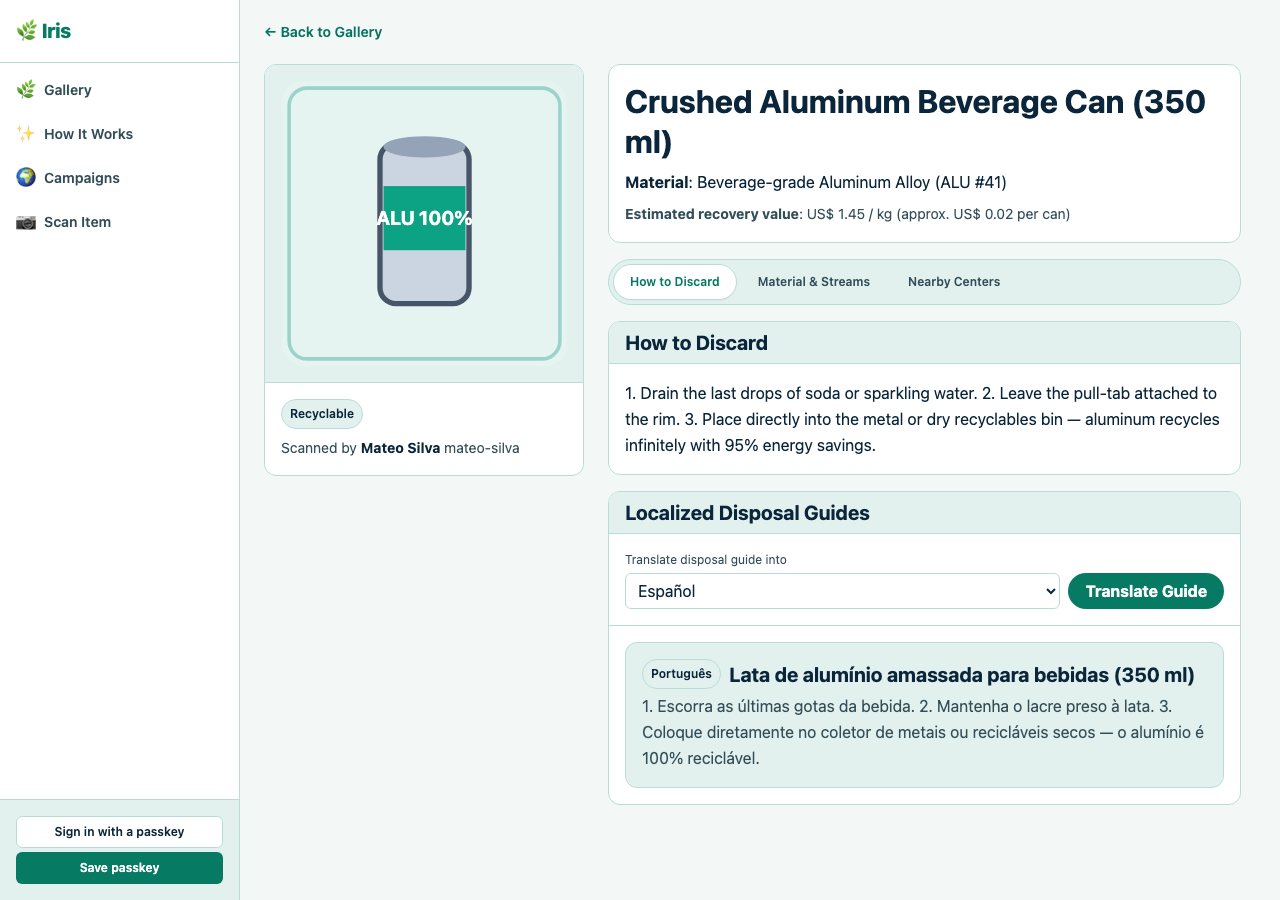 Iris
Gallery
How It Works
Campaigns
Scan Item
Sign in with a passkey
Save passkey
← Back to Gallery
ALU 100%
Recyclable
Scanned by Mateo Silva mateo-silva
Crushed Aluminum Beverage Can (350
ml)
Material: Beverage-grade Aluminum Alloy (ALU #41)
Estimated recovery value: US$ 1.45 / kg (approx. US$ 0.02 per can)
How to Discard
Material & Streams
Nearby Centers
How to Discard
1. Drain the last drops of soda or sparkling water. 2. Leave the pull-tab attached to
the rim. 3. Place directly into the metal or dry recyclables bin — aluminum recycles
infinitely with 95% energy savings.
Localized Disposal Guides
Translate disposal guide into
Español
Translate Guide
Português
Lata de alumínio amassada para bebidas (350 ml)
1. Escorra as últimas gotas da bebida. 2. Mantenha o lacre preso à lata. 3.
Coloque diretamente no coletor de metais ou recicláveis secos — o alumínio é
100% reciclável.